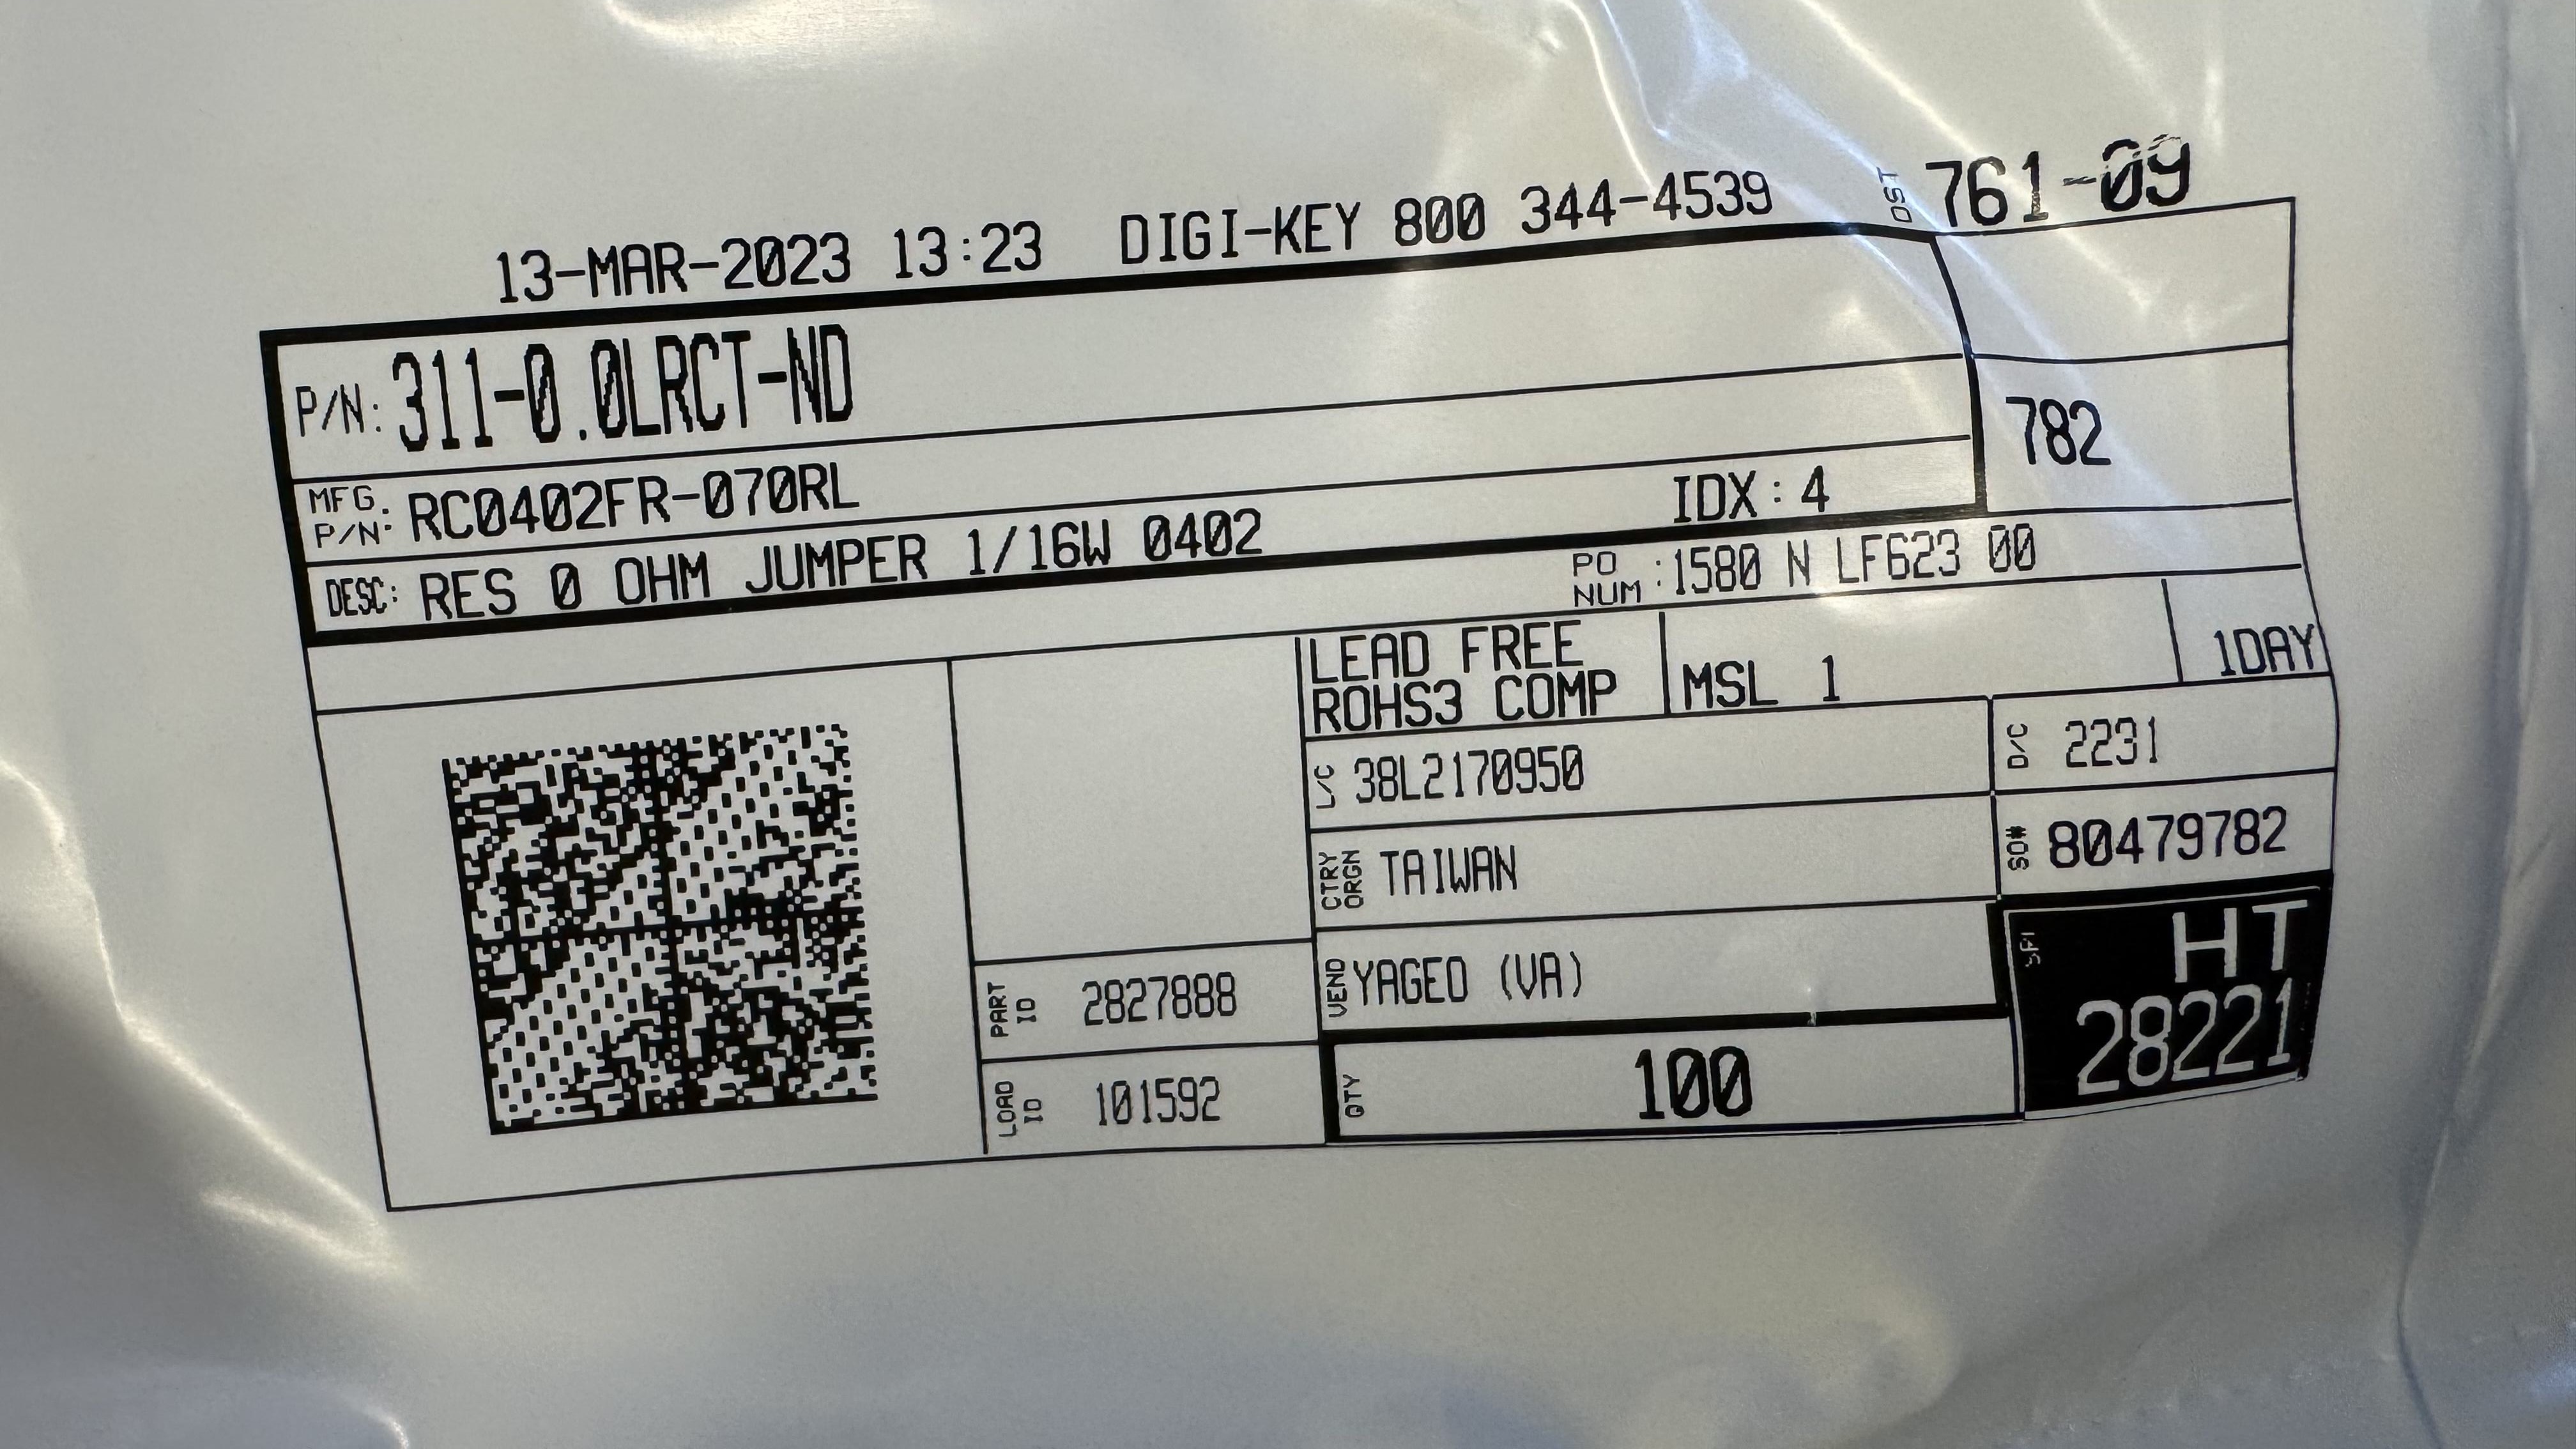 13-MAR-2023 13:23 DIGI-KEY 800 344-4539 DST 761-09
P/N: 311-0.0LRCT-ND
782
MFG. P/N: RC0402FR-070RL
IDX: 4
DESC: RES 0 OHM JUMPER 1/16W 0402
PO NUM: 1580 N LF623 00
LEAD FREE
ROHS3 COMP
MSL 1
1DAY
L/C 38L2170950
D/C 2231
CTRY ORGN TAIWAN
SO# 80479782
PART ID 2827888
VEND YAGEO (VA)
HT
28221
LOAD ID 101592
QTY 100